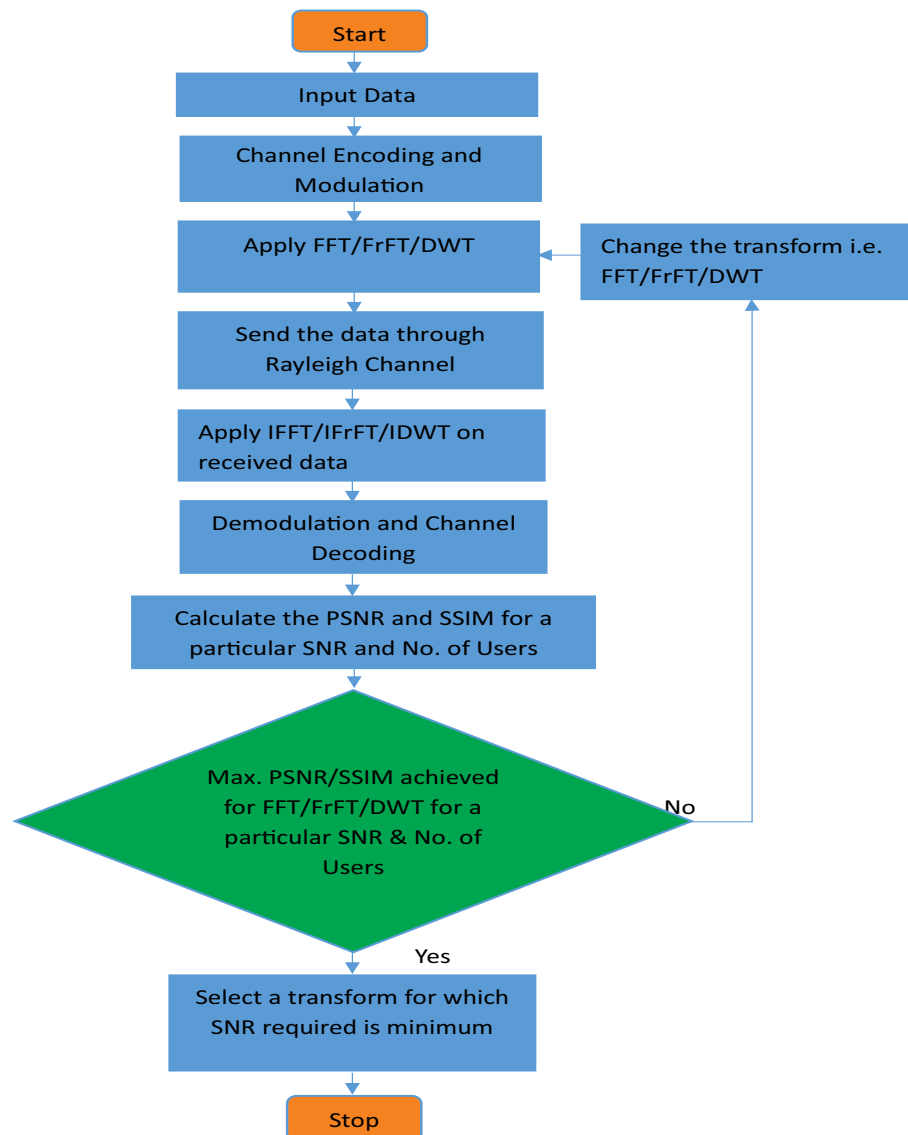 Start
Input Data
Channel Encoding and
Modulation
Apply FFT/FrFT/DWT
Change the transform i.e.
FFT/FrFT/DWT
Send the data through
Rayleigh Channel
Apply IFFT/IFrFT/IDWT on
received data
Demodulation and Channel
Decoding
Calculate the PSNR and SSIM for a
particular SNR and No. of Users
Max. PSNR/SSIM achieved
for FFT/FrFT/DWT for a
particular SNR & No. of
Users
No
Yes
Select a transform for which
SNR required is minimum
Stop